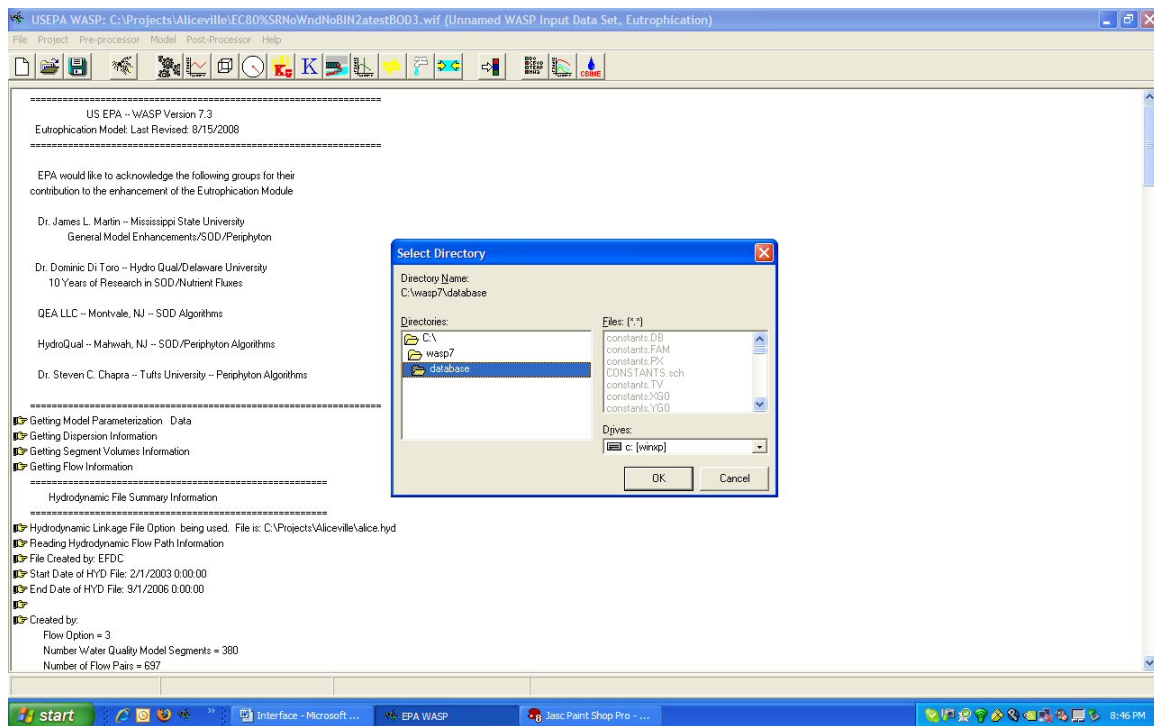 USEPA WASP: C:\Projects\Aliceville\EC80%SRNoWndNoBIN2atestBOD3.wif (Unnamed WASP Input Data Set, Eutrophication)
File Project Pre-processor Model Post-Processor Help
K
CBIME
====================================================================
US EPA -- WASP Version 7.3
Eutrophication Model: Last Revised: 8/15/2008
====================================================================
EPA would like to acknowledge the following groups for their
contribution to the enhancement of the Eutrophication Module
Dr. James L. Martin -- Mississippi State University
General Model Enhancements/SOD/Periphyton
Dr. Dominic Di Toro -- Hydro Qual/Delaware University
10 Years of Research in SOD/Nutrient Fluxes
QEA LLC -- Montvale, NJ -- SOD Algorithms
HydroQual -- Mahwah, NJ -- SOD/Periphyton Algorithms
Dr. Steven C. Chapra -- Tufts University -- Periphyton Algorithms
====================================================================
Getting Model Parameterization Data
Getting Dispersion Information
Getting Segment Volumes Information
Getting Flow Information
==========================================================
Hydrodynamic File Summary Information
==========================================================
Hydrodynamic Linkage File Option being used. File is: C:\Projects\Aliceville\alice.hyd
Reading Hydrodynamic Flow Path Information
File Created by: EFDC
Start Date of HYD File: 2/1/2003 0:00:00
End Date of HYD File: 9/1/2006 0:00:00
Created by:
Flow Option = 3
Number Water Quality Model Segments = 380
Number of Flow Pairs = 697
Select Directory
Directory Name:
C:\wasp7\database
Directories:
C:\
wasp7
database
Files: (*.*)
constants.DB
constants.FAM
constants.PX
CONSTANTS.sch
constants.TV
constants.XG0
constants.YG0
Drives:
c: [winxp]
OK Cancel
start
Interface - Microsoft ...
EPA WASP
Jasc Paint Shop Pro - ...
8:46 PM